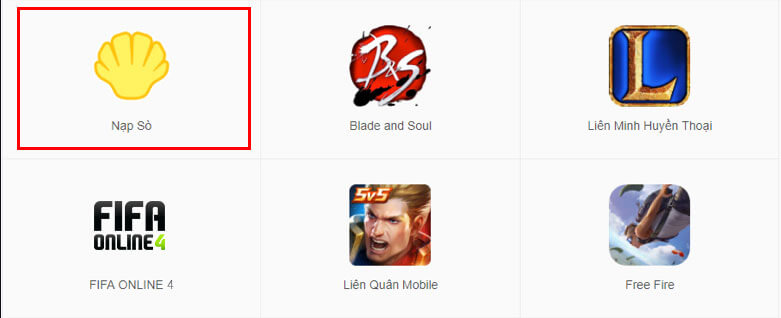 B&S
L
Nạp Sò
Blade and Soul
Liên Minh Huyền Thoại
FIFA
ONLINE 4
5v5
FIFA ONLINE 4
Liên Quân Mobile
Free Fire